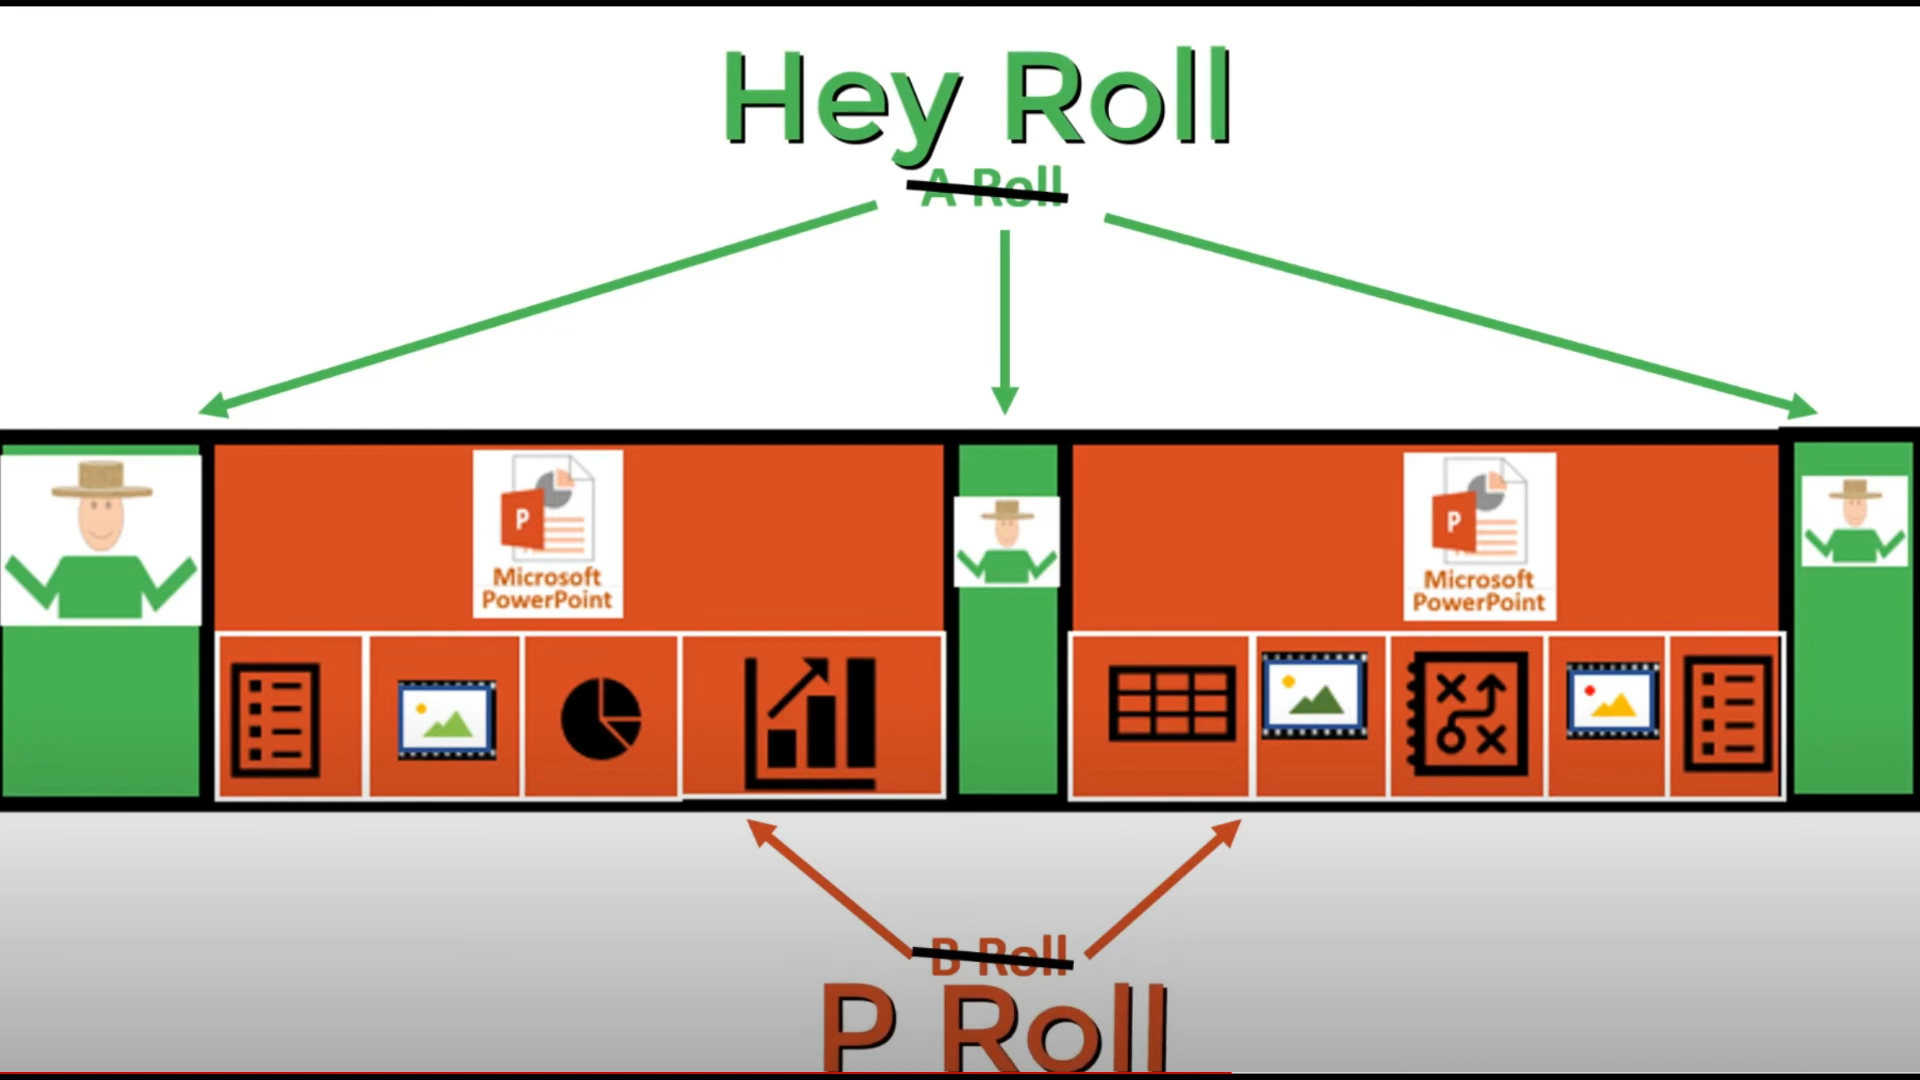 Hey Roll
A Roll
P
Microsoft
PowerPoint
P
Microsoft
PowerPoint
B Roll
P Roll